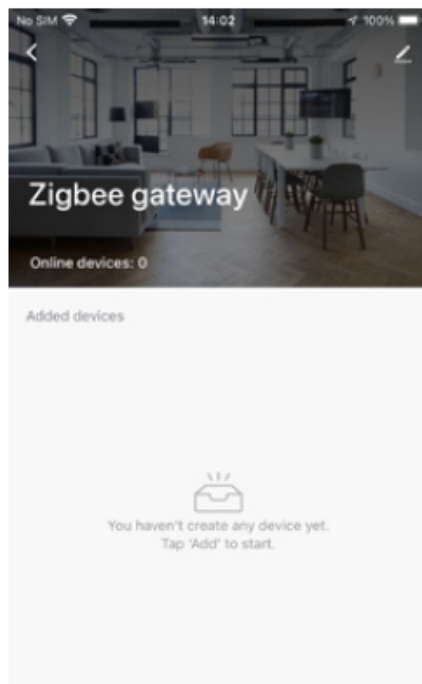 No SIM 14:02 100%
Zigbee gateway
Online devices: 0
Added devices
You haven't create any device yet.
Tap 'Add' to start.